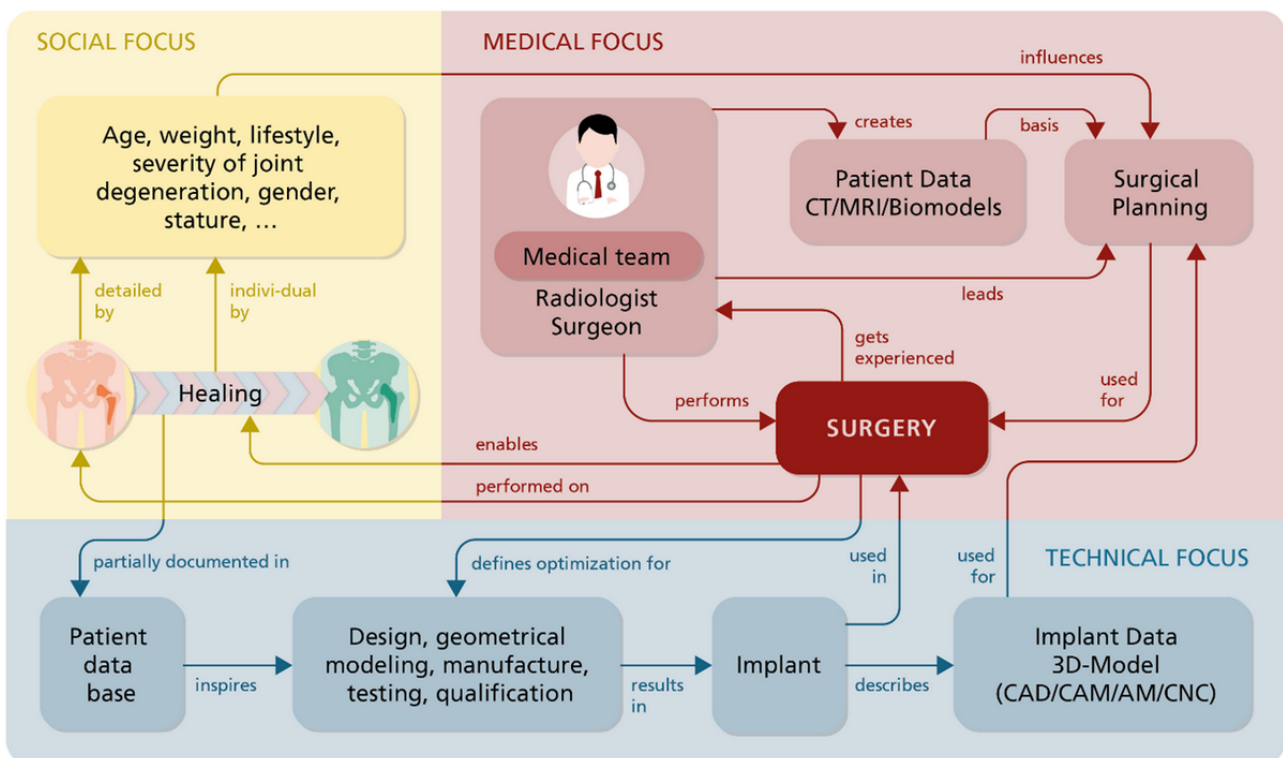 SOCIAL FOCUS
MEDICAL FOCUS
influences
Age, weight, lifestyle,
severity of joint
degeneration, gender,
stature, …
creates
basis
Patient Data
CT/MRI/Biomodels
Surgical
Planning
Medical team
Radiologist
Surgeon
leads
detailed
by
indivi-dual
by
gets
experienced
Healing
performs
used
for
SURGERY
enables
performed on
partially documented in
defines optimization for
used
in
used
for
TECHNICAL FOCUS
Patient
data
base
inspires
Design, geometrical
modeling, manufacture,
testing, qualification
results
in
Implant
describes
Implant Data
3D-Model
(CAD/CAM/AM/CNC)